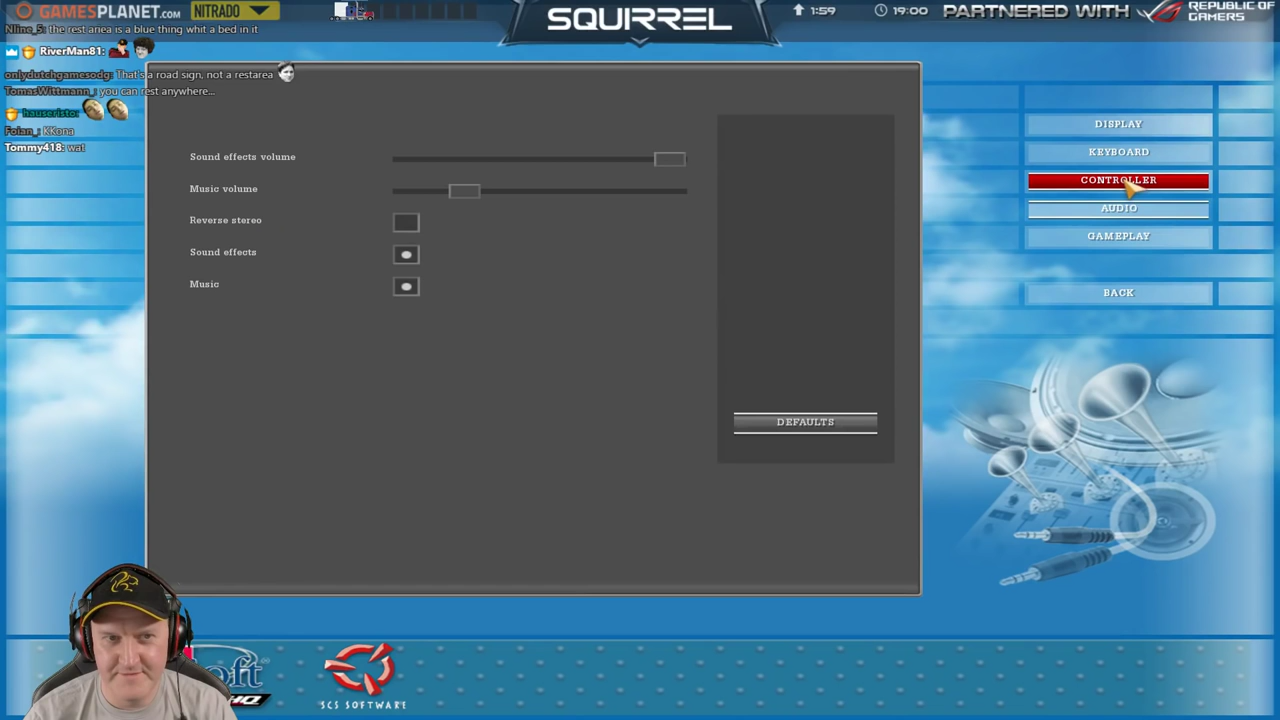 GAMESPLANET.COM
NITRADO
SQUIRREL
1:59
19:00
PARTNERED WITH
REPUBLIC OF
GAMERS
Nline_5: the rest ariea is a blue thing whit a bed in it
RiverMan81:
onlydutchgamesodg: That's a road sign, not a restarea
TomasWittmann_: you can rest anywhere...
hauseristo:
Foian_: KKona
Tommy418: wat
Sound effects volume
Music volume
Reverse stereo
Sound effects
Music
DEFAULTS
DISPLAY
KEYBOARD
CONTROLLER
AUDIO
GAMEPLAY
BACK
SCS SOFTWARE